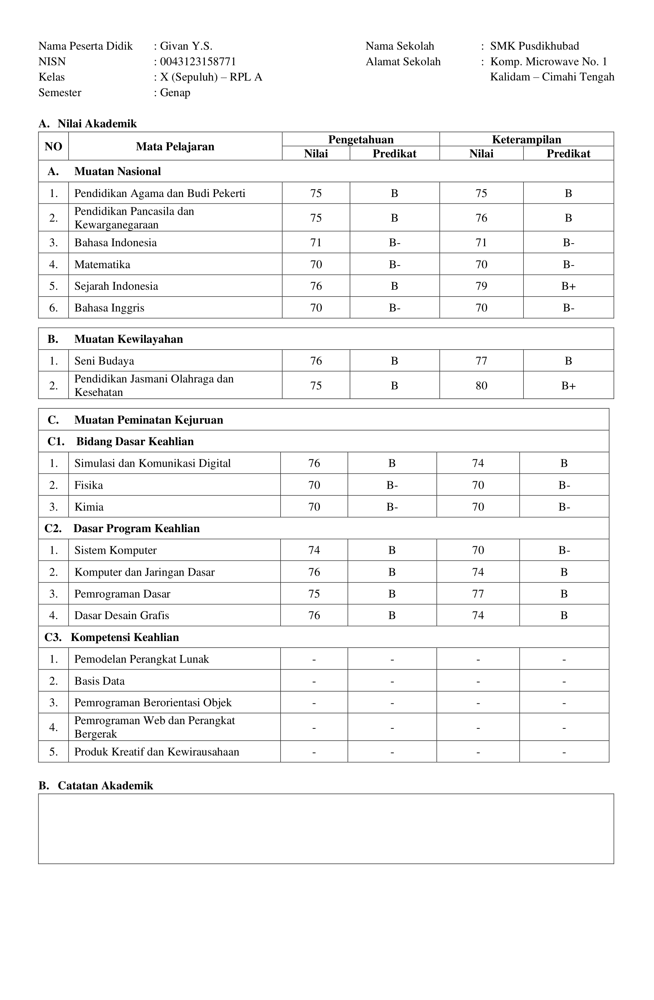 Nama Peserta Didik : Givan Y.S. Nama Sekolah : SMK Pusdikhubad
NISN : 0043123158771 Alamat Sekolah : Komp. Microwave No. 1
Kelas : X (Sepuluh) – RPL A Kalidam – Cimahi Tengah
Semester : Genap
A. Nilai Akademik
NO Mata Pelajaran Pengetahuan Keterampilan
Nilai Predikat Nilai Predikat
A. Muatan Nasional
1. Pendidikan Agama dan Budi Pekerti 75 B 75 B
2. Pendidikan Pancasila dan
Kewarganegaraan 75 B 76 B
3. Bahasa Indonesia 71 B- 71 B-
4. Matematika 70 B- 70 B-
5. Sejarah Indonesia 76 B 79 B+
6. Bahasa Inggris 70 B- 70 B-
B. Muatan Kewilayahan
1. Seni Budaya 76 B 77 B
2. Pendidikan Jasmani Olahraga dan
Kesehatan 75 B 80 B+
C. Muatan Peminatan Kejuruan
C1. Bidang Dasar Keahlian
1. Simulasi dan Komunikasi Digital 76 B 74 B
2. Fisika 70 B- 70 B-
3. Kimia 70 B- 70 B-
C2. Dasar Program Keahlian
1. Sistem Komputer 74 B 70 B-
2. Komputer dan Jaringan Dasar 76 B 74 B
3. Pemrograman Dasar 75 B 77 B
4. Dasar Desain Grafis 76 B 74 B
C3. Kompetensi Keahlian
1. Pemodelan Perangkat Lunak - - - -
2. Basis Data - - - -
3. Pemrograman Berorientasi Objek - - - -
4. Pemrograman Web dan Perangkat
Bergerak - - - -
5. Produk Kreatif dan Kewirausahaan - - - -
B. Catatan Akademik